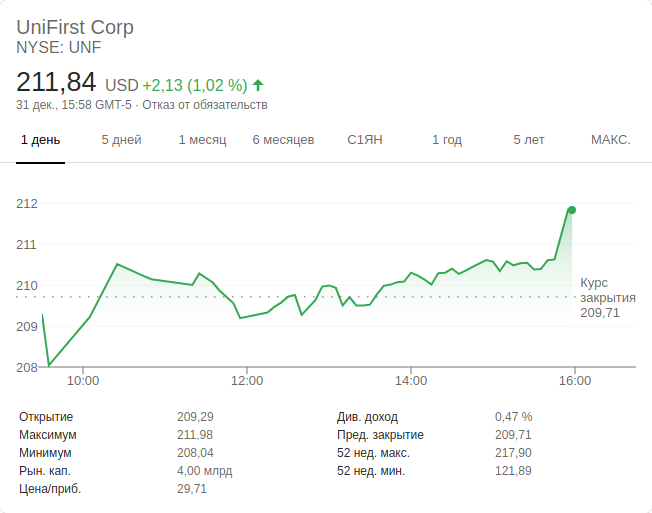 UniFirst Corp
NYSE: UNF
211,84 USD +2,13 (1,02 %)
31 дек., 15:58 GMT-5 · Отказ от обязательств
1 день 5 дней 1 месяц 6 месяцев С1ЯН 1 год 5 лет МАКС.
212
211
210
209
208
Курс
закрытия
209,71
10:00 12:00 14:00 16:00
Открытие 209,29 Див. доход 0,47 %
Максимум 211,98 Пред. закрытие 209,71
Минимум 208,04 52 нед. макс. 217,90
Рын. кап. 4,00 млрд 52 нед. мин. 121,89
Цена/приб. 29,71